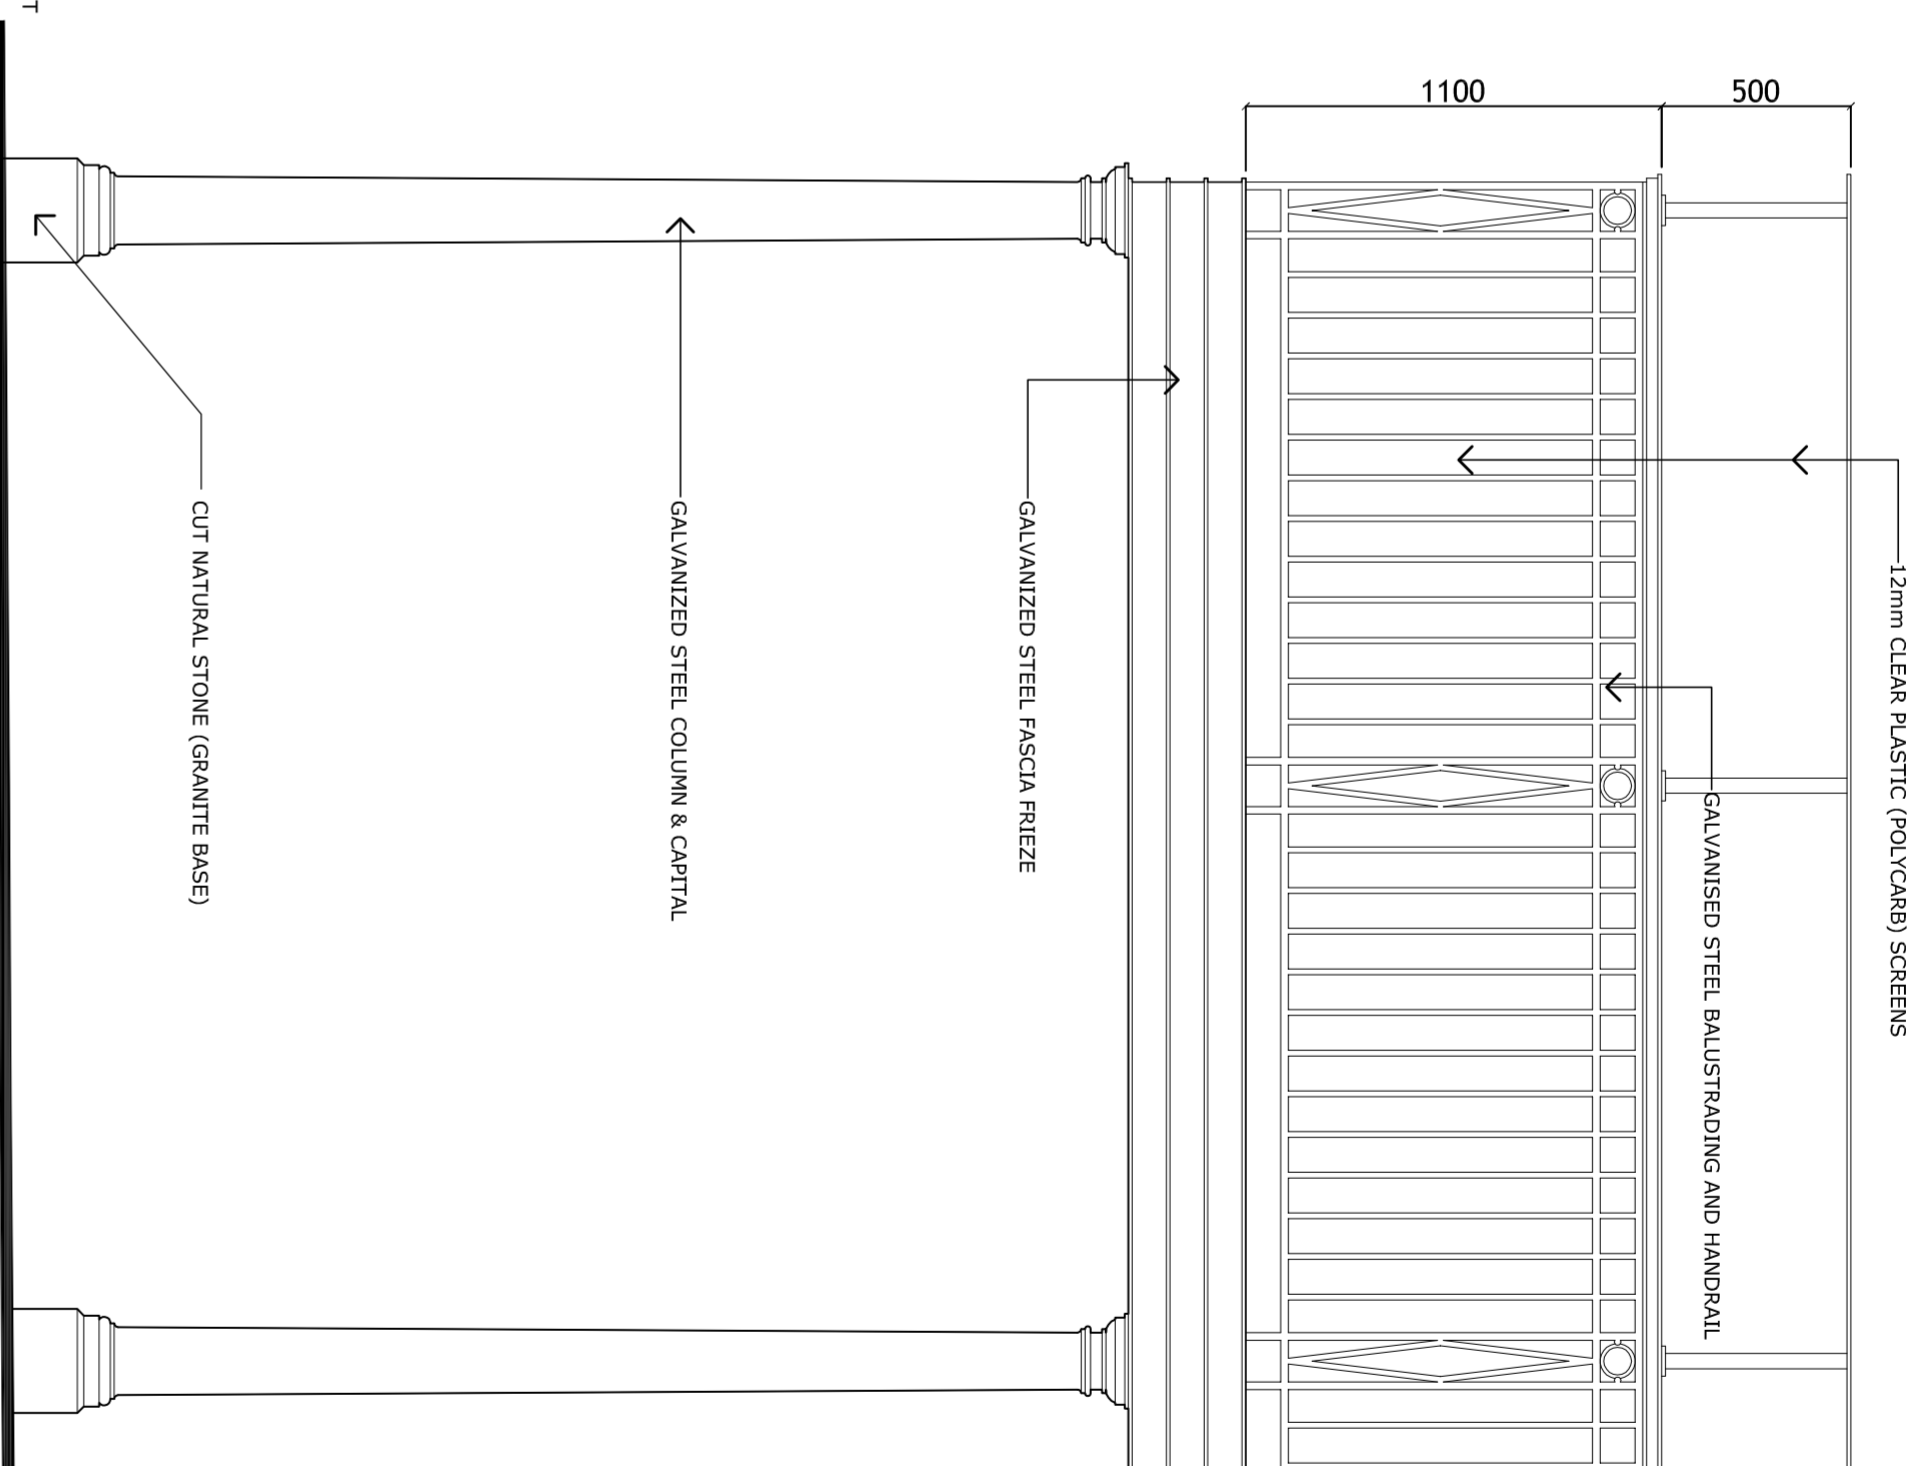 1100
500
12mm CLEAR PLASTIC (POLYCARB) SCREENS
GALVANISED STEEL BALUSTRADING AND HANDRAIL
GALVANIZED STEEL FASCIA FRIEZE
GALVANIZED STEEL COLUMN & CAPITAL
CUT NATURAL STONE (GRANITE BASE)
T